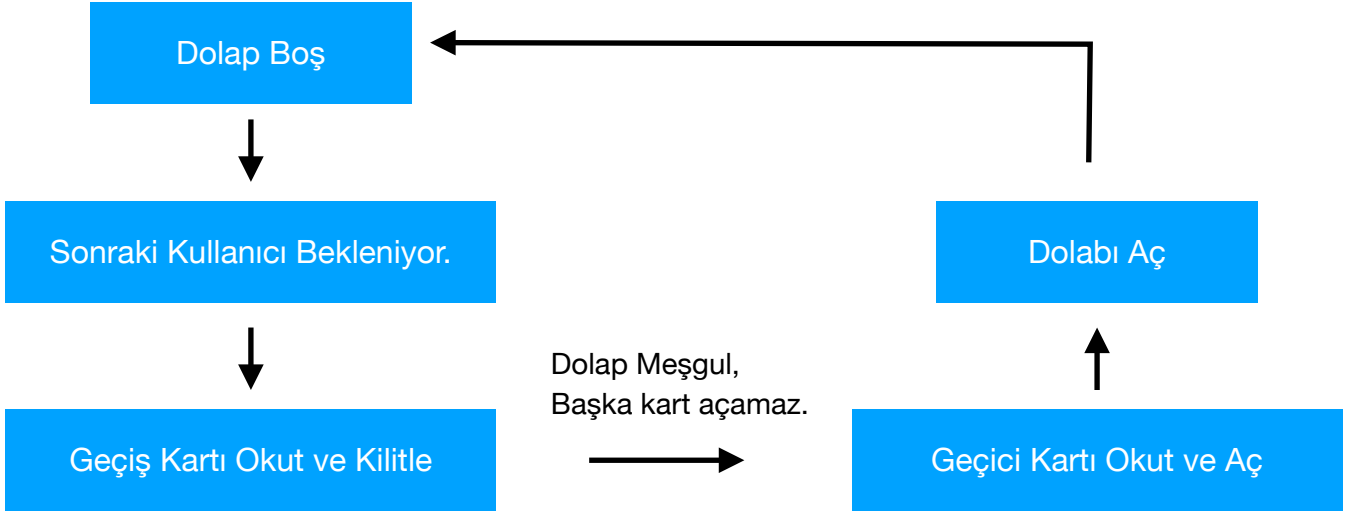 Dolap Boş
Sonraki Kullanıcı Bekleniyor.
Dolabı Aç
Dolap Meşgul,
Başka kart açamaz.
Geçiş Kartı Okut ve Kilitle
Geçici Kartı Okut ve Aç